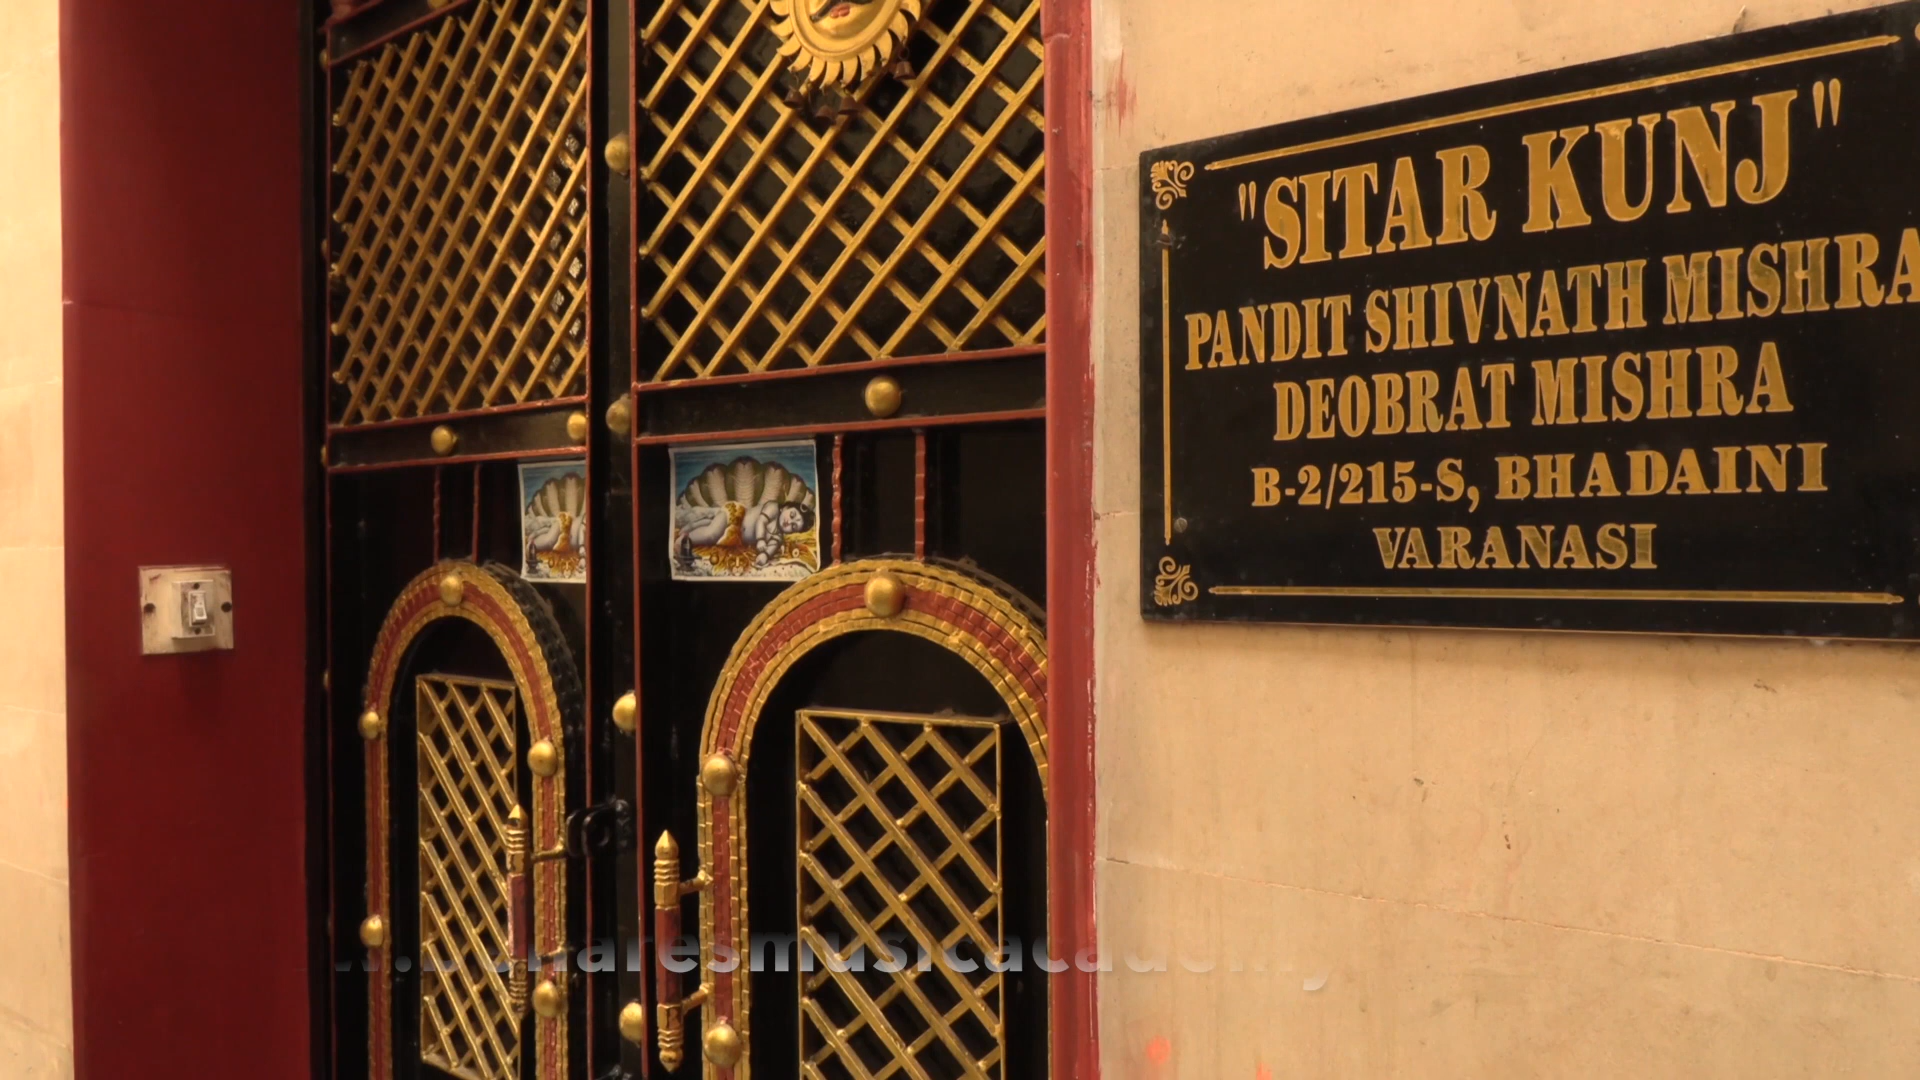 "SITAR KUNJ"
PANDIT SHIVNATH MISHRA
DEOBRAT MISHRA
B-2/215-S, BHADAINI
VARANASI